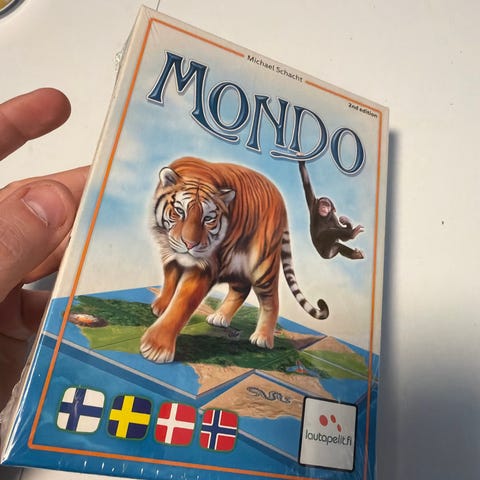 Michael Schacht
2nd edition
MONDO
lautapelit.fi